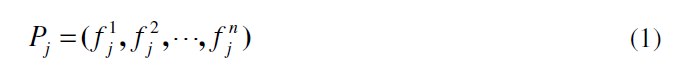 P_j = (f_j^1, f_j^2, ⋯, f_j^n) (1)